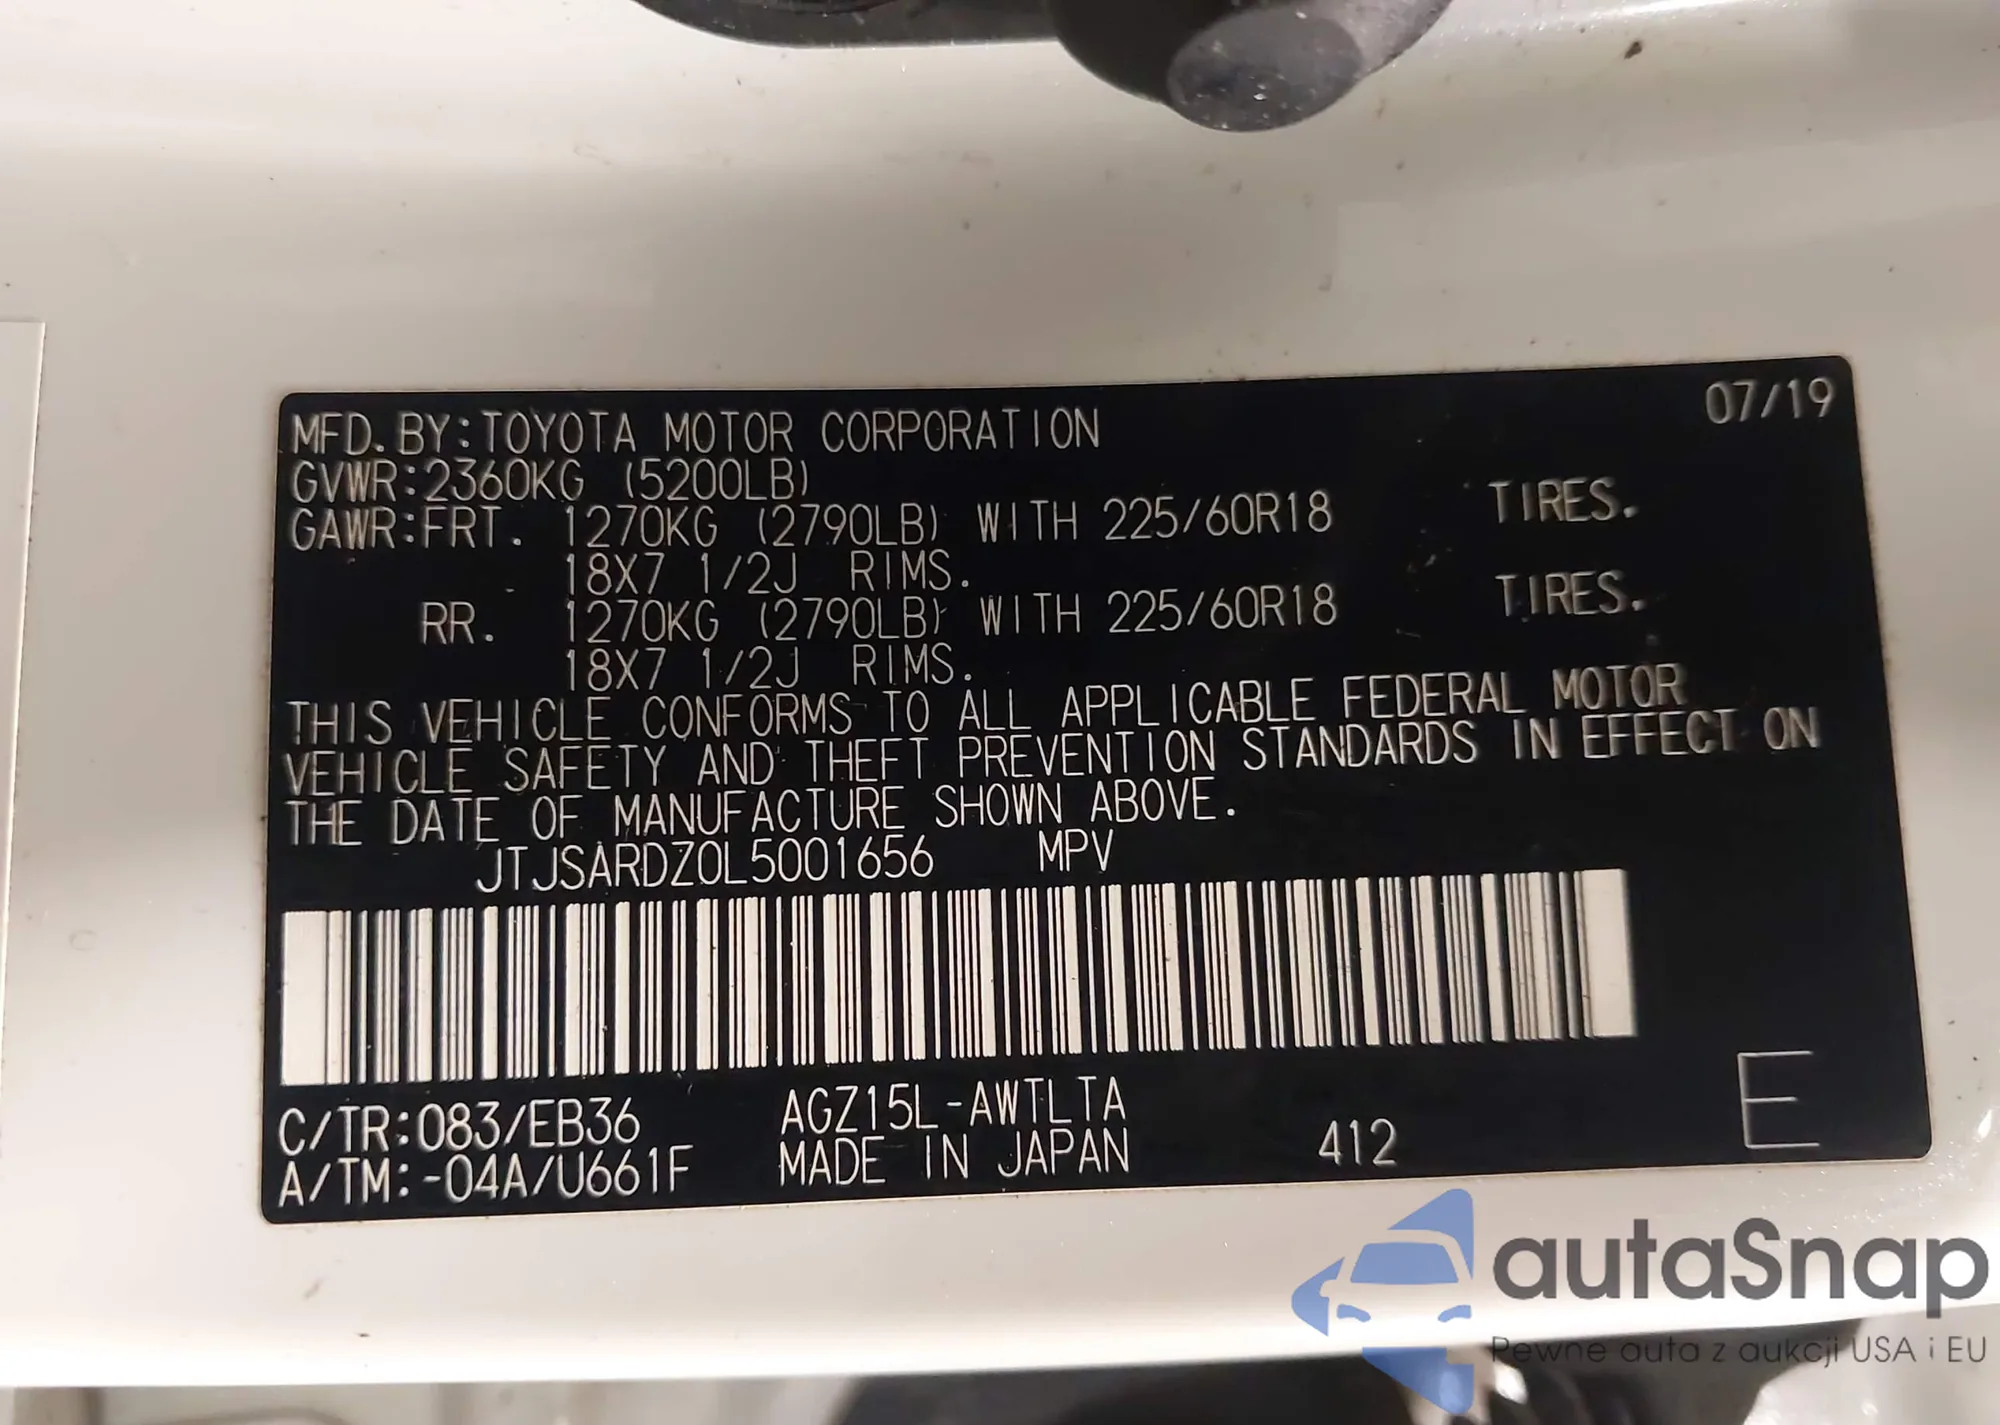 07/19
MFD.BY:TOYOTA MOTOR CORPORATION
GVWR:2360KG (5200LB)
GAWR:FRT. 1270KG (2790LB) WITH 225/60R18 TIRES.
18X7 1/2J RIMS.
RR. 1270KG (2790LB) WITH 225/60R18 TIRES.
18X7 1/2J RIMS.
THIS VEHICLE CONFORMS TO ALL APPLICABLE FEDERAL MOTOR
VEHICLE SAFETY AND THEFT PREVENTION STANDARDS IN EFFECT ON
THE DATE OF MANUFACTURE SHOWN ABOVE.
JTJSARDZ0L5001656 MPV
C/TR:083/EB36 AGZ15L-AWTLTA
A/TM:-04A/U661F MADE IN JAPAN 412 E
autaSnap
Pewne auta z aukcji USA i EU